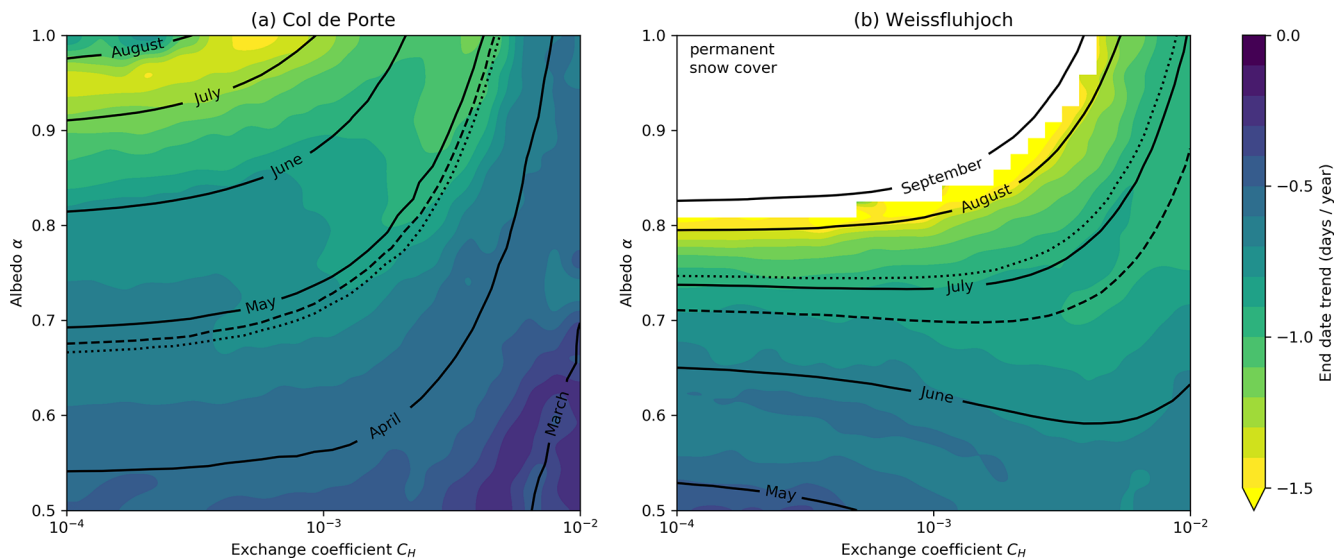 (a) Col de Porte
(b) Weissfluhjoch
1.0
0.9
0.8
0.7
0.6
0.5
Albedo α
August
July
June
May
April
March
10⁻⁴
10⁻³
10⁻²
Exchange coefficient C_H
permanent
snow cover
1.0
0.9
0.8
0.7
0.6
0.5
Albedo α
September
August
July
June
May
10⁻⁴
10⁻³
10⁻²
Exchange coefficient C_H
0.0
−0.5
−1.0
−1.5
End date trend (days / year)